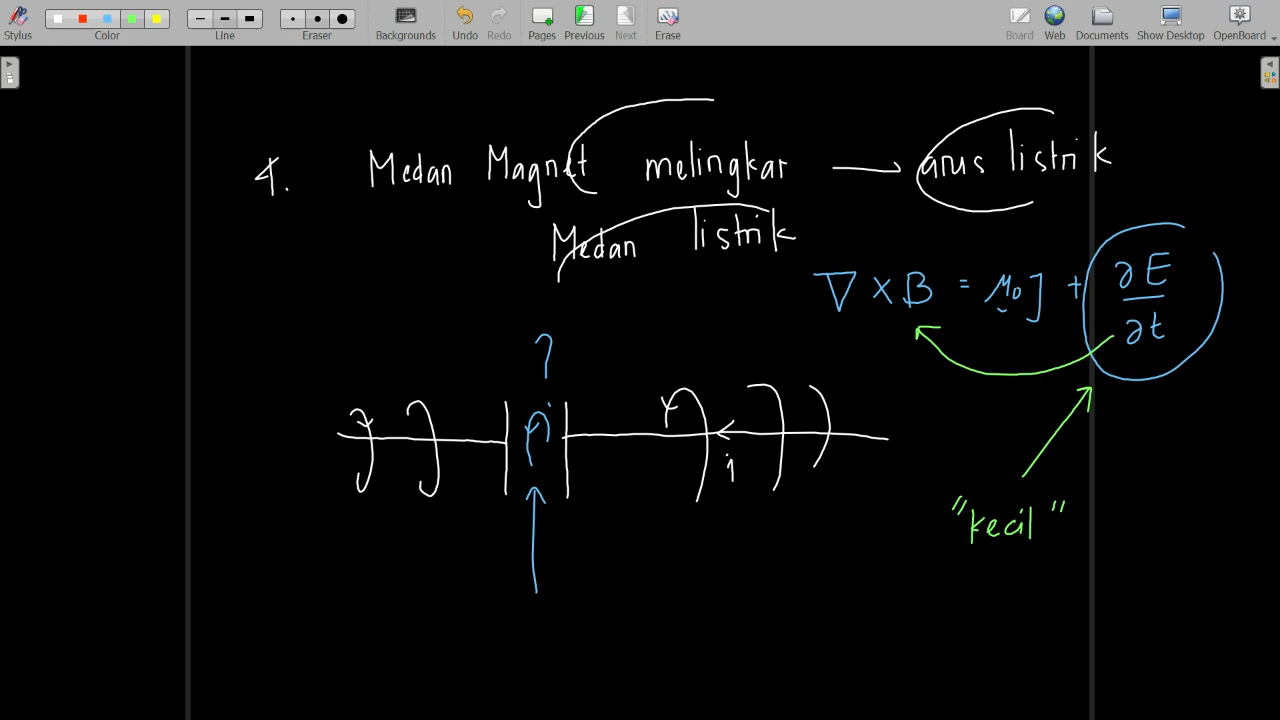 Stylus Color Line Eraser Backgrounds Undo Redo Pages Previous Next Erase Board Web Documents Show Desktop OpenBoard
4. Medan Magnet melingkar → arus listrik
Medan listrik
∇ × B = μ₀ J + ∂E/∂t
?
i
"kecil"